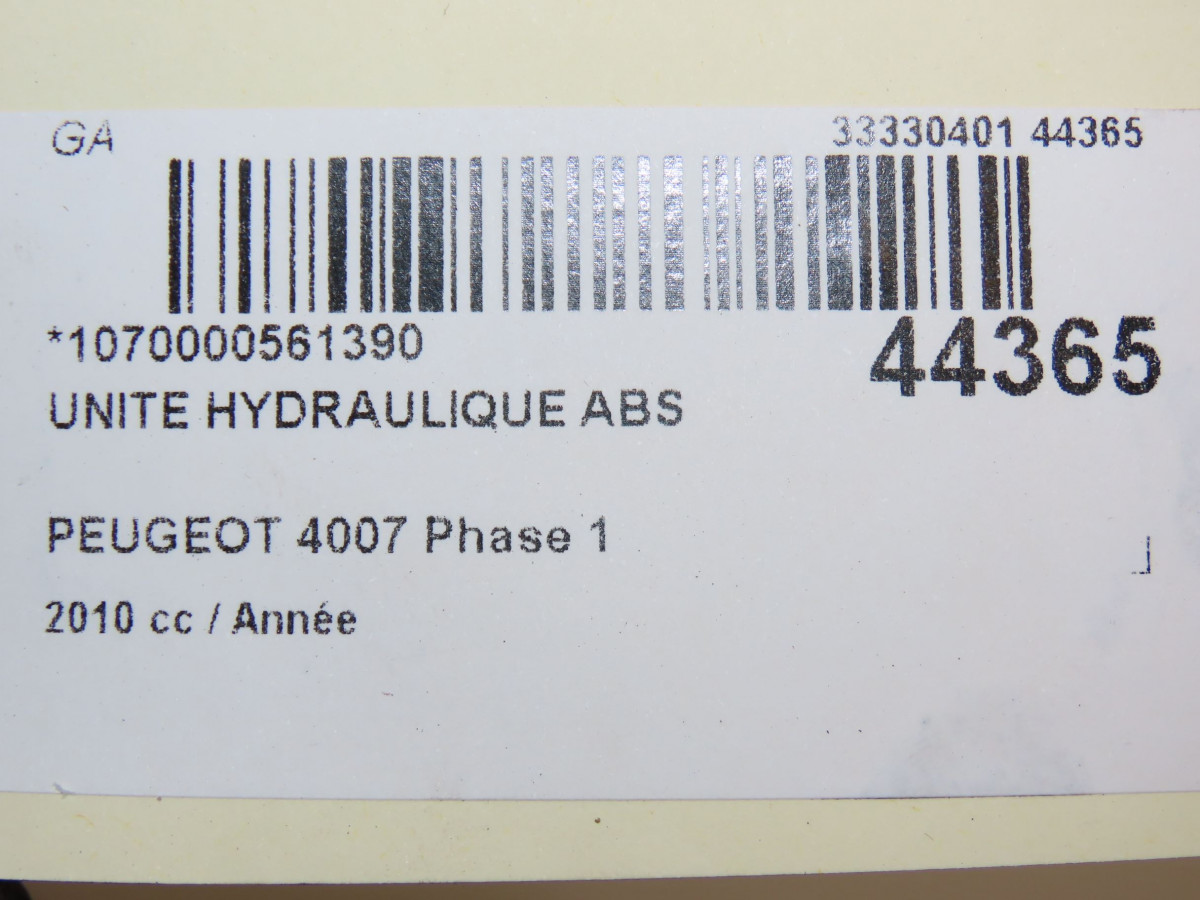 GA
33330401 44365
*1070000561390
44365
UNITE HYDRAULIQUE ABS
PEUGEOT 4007 Phase 1
2010 cc / Année